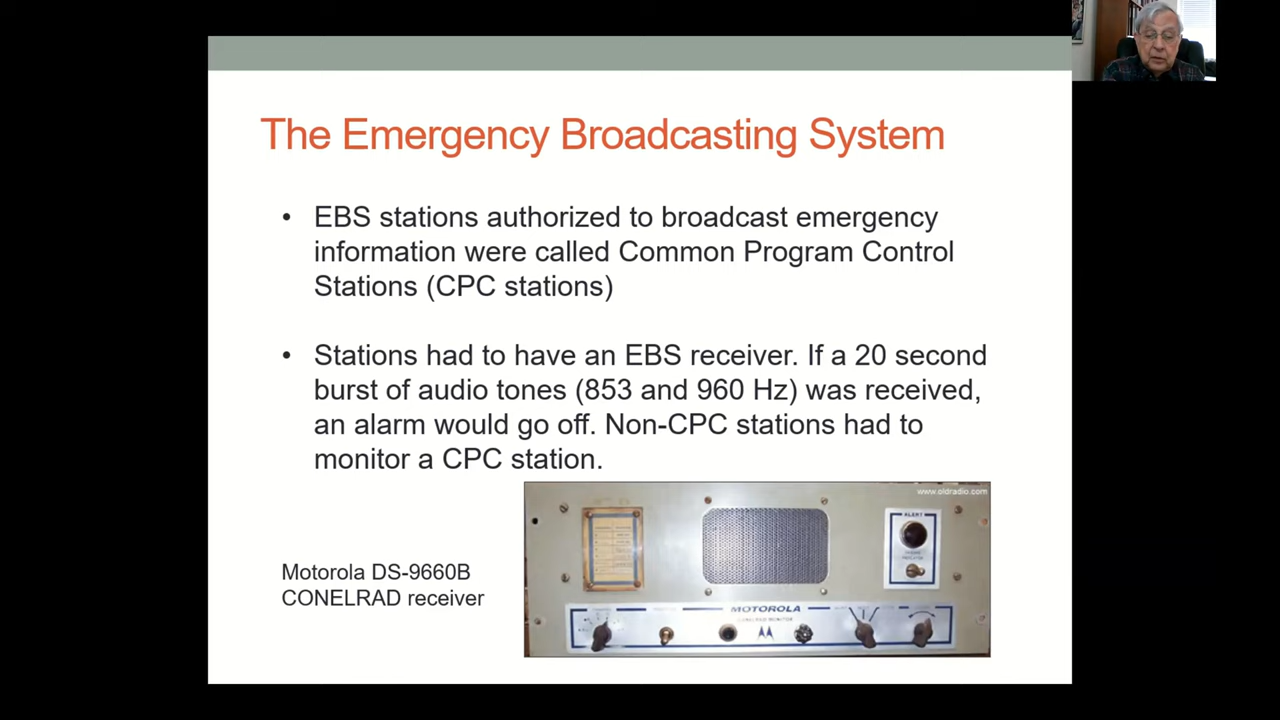 The Emergency Broadcasting System
• EBS stations authorized to broadcast emergency
information were called Common Program Control
Stations (CPC stations)
• Stations had to have an EBS receiver. If a 20 second
burst of audio tones (853 and 960 Hz) was received,
an alarm would go off. Non-CPC stations had to
monitor a CPC station.
www.oldradio.com
ALERT
Motorola DS-9660B
CONELRAD receiver
MOTOROLA
CONELRAD MONITOR